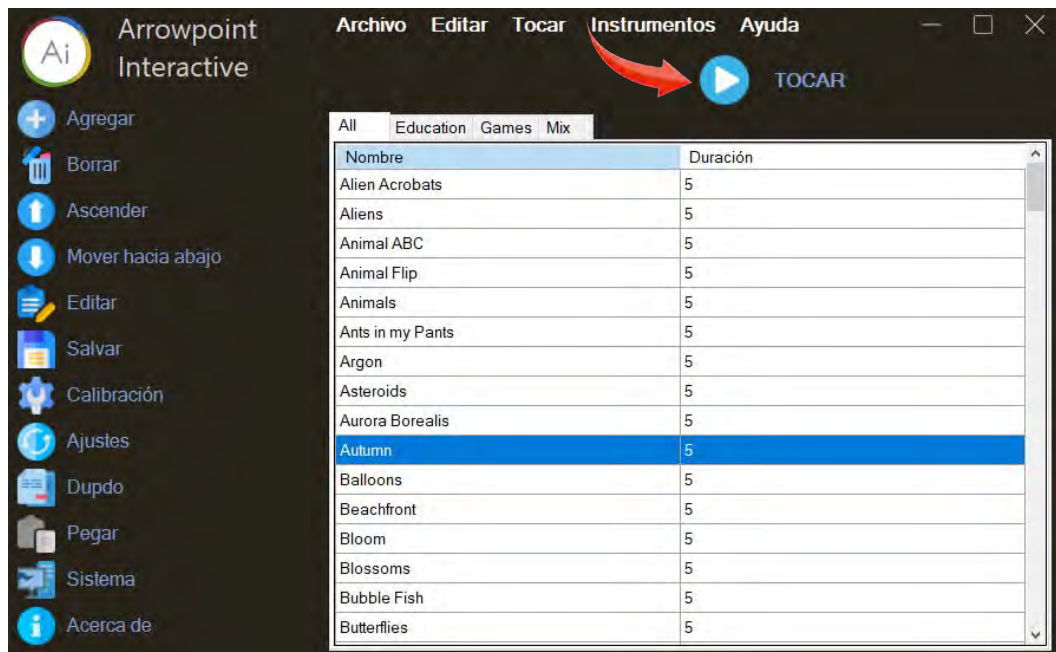 Ai
Arrowpoint
Interactive
Archivo Editar Tocar Instrumentos Ayuda
TOCAR
Agregar
Borrar
Ascender
Mover hacia abajo
Editar
Salvar
Calibración
Ajustes
Dupdo
Pegar
Sistema
Acerca de
All Education Games Mix
Nombre Duración
Alien Acrobats 5
Aliens 5
Animal ABC 5
Animal Flip 5
Animals 5
Ants in my Pants 5
Argon 5
Asteroids 5
Aurora Borealis 5
Autumn 5
Balloons 5
Beachfront 5
Bloom 5
Blossoms 5
Bubble Fish 5
Butterflies 5